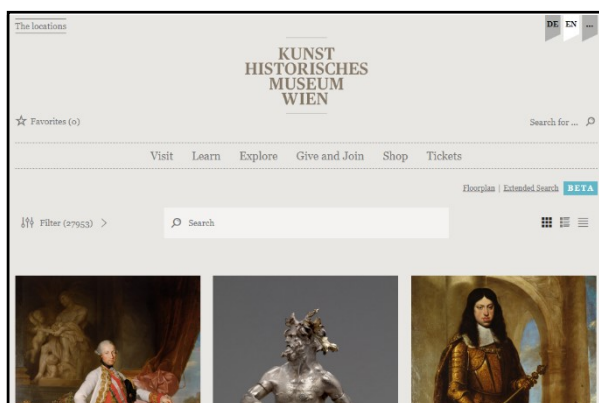 The locations
DE EN ...
KUNST
HISTORISCHES
MUSEUM
WIEN
Favorites (0)
Search for ...
Visit Learn Explore Give and Join Shop Tickets
Floorplan | Extended Search BETA
Filter (27953) >
Search